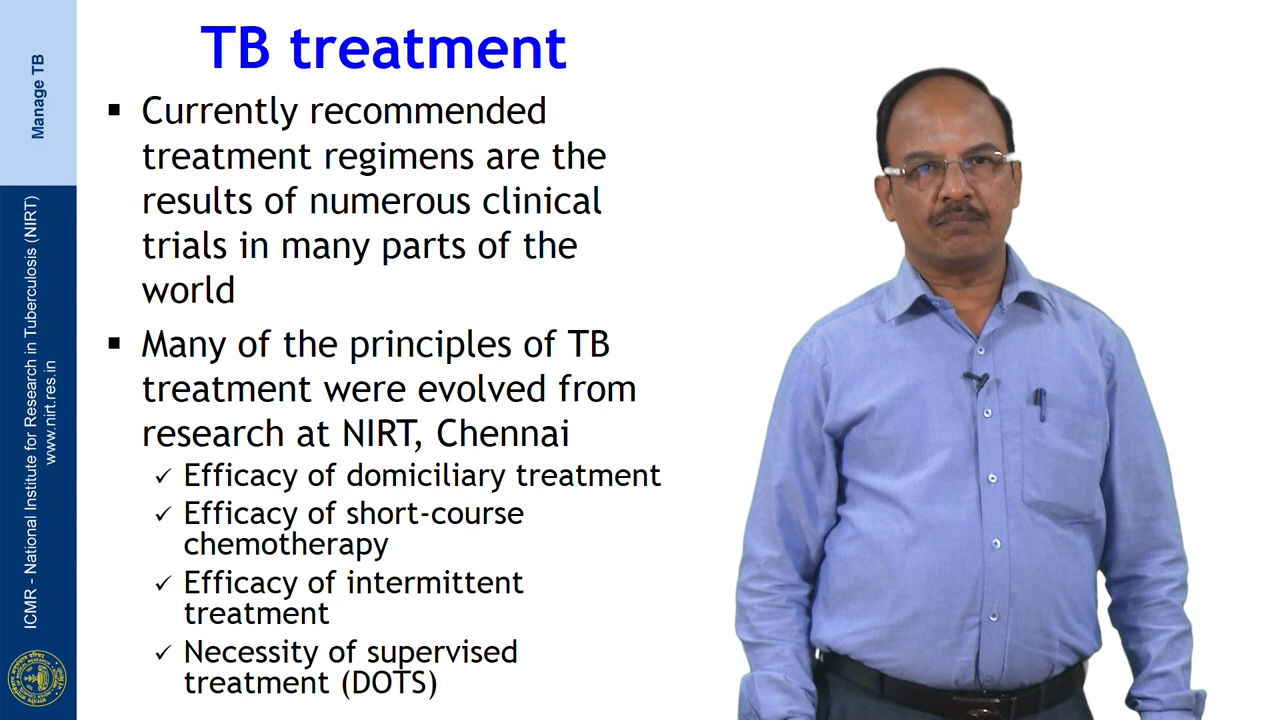 Manage TB
ICMR - National Institute for Research in Tuberculosis (NIRT)
www.nirt.res.in
TB treatment
▪ Currently recommended
treatment regimens are the
results of numerous clinical
trials in many parts of the
world
▪ Many of the principles of TB
treatment were evolved from
research at NIRT, Chennai
✓ Efficacy of domiciliary treatment
✓ Efficacy of short-course
chemotherapy
✓ Efficacy of intermittent
treatment
✓ Necessity of supervised
treatment (DOTS)